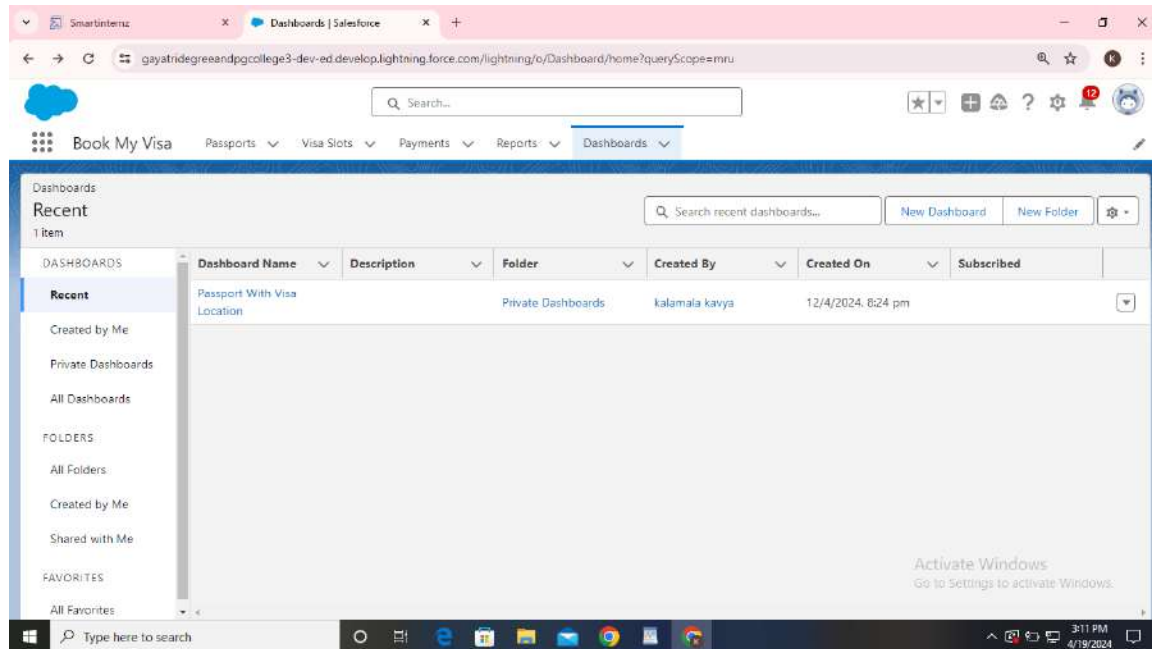 Smartinternz
Dashboards | Salesforce
gayatridegreeandpgcollege3-dev-ed.develop.lightning.force.com/lightning/o/Dashboard/home?queryScope=mru
K
Search...
12
Book My Visa
Passports
Visa Slots
Payments
Reports
Dashboards
Dashboards
Recent
1 item
Search recent dashboards...
New Dashboard
New Folder
DASHBOARDS
Recent
Created by Me
Private Dashboards
All Dashboards
FOLDERS
All Folders
Created by Me
Shared with Me
FAVORITES
All Favorites
Dashboard Name
Description
Folder
Created By
Created On
Subscribed
Passport With Visa
Location
Private Dashboards
kalamala kavya
12/4/2024, 8:24 pm
Activate Windows
Go to Settings to activate Windows.
Type here to search
3:11 PM
4/19/2024